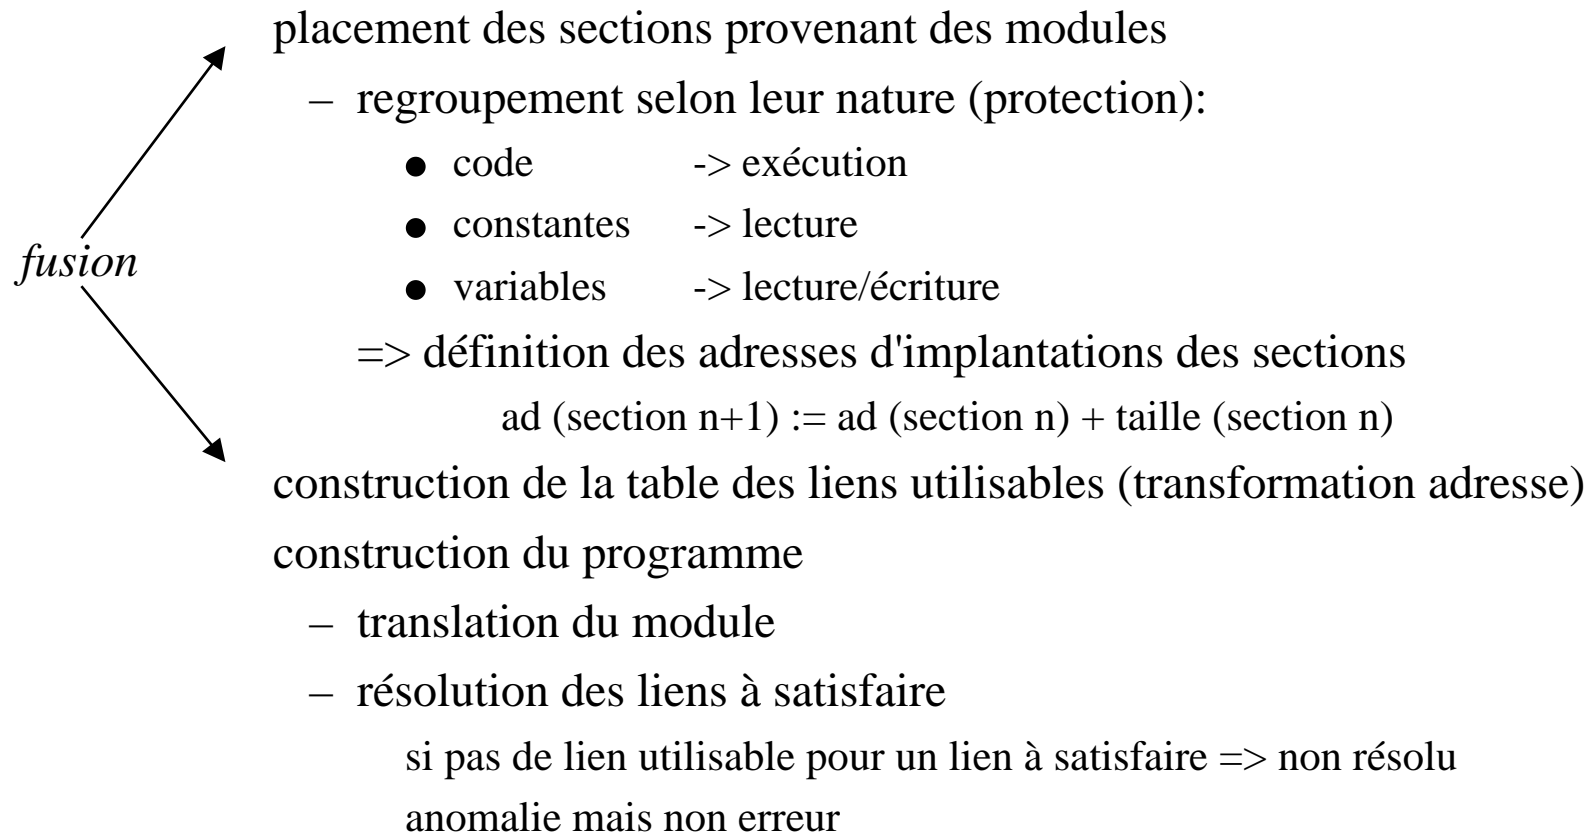 placement des sections provenant des modules
– regroupement selon leur nature (protection):
● code -> exécution
● constantes -> lecture
fusion
● variables -> lecture/écriture
=> définition des adresses d'implantations des sections
ad (section n+1) := ad (section n) + taille (section n)
construction de la table des liens utilisables (transformation adresse)
construction du programme
– translation du module
– résolution des liens à satisfaire
si pas de lien utilisable pour un lien à satisfaire => non résolu
anomalie mais non erreur